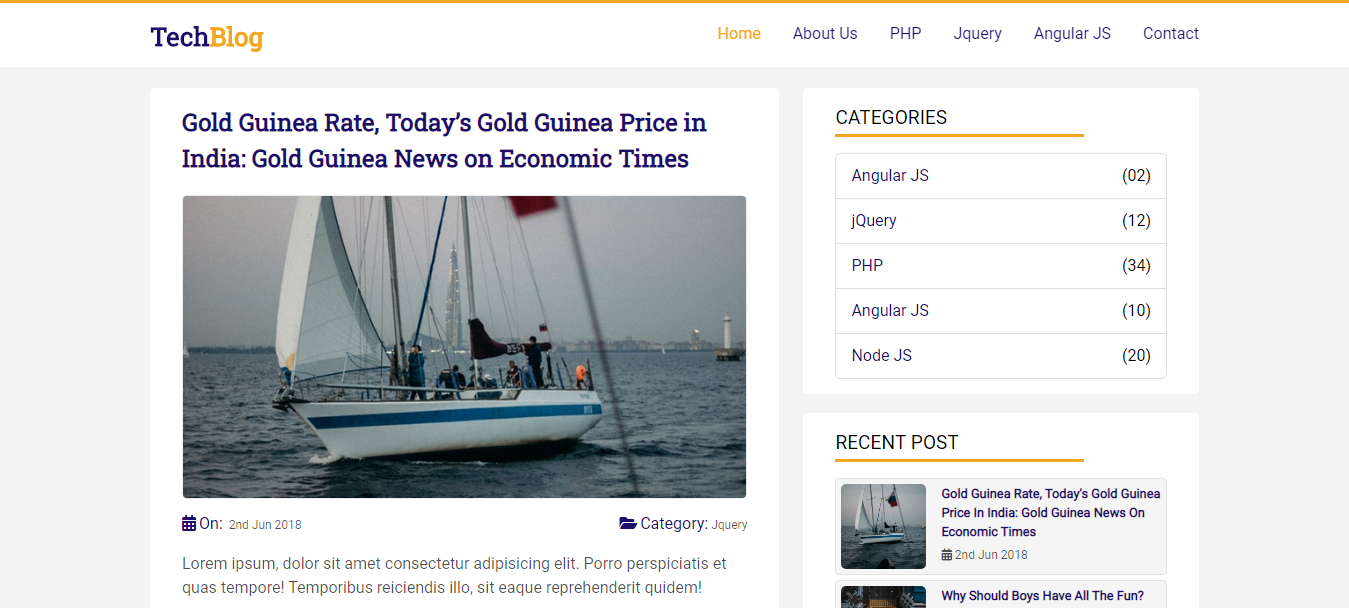 TechBlog
Home About Us PHP Jquery Angular JS Contact
Gold Guinea Rate, Today’s Gold Guinea Price in
India: Gold Guinea News on Economic Times
On: 2nd Jun 2018 Category: Jquery
Lorem ipsum, dolor sit amet consectetur adipisicing elit. Porro perspiciatis et
quas tempore! Temporibus reiciendis illo, sit eaque reprehenderit quidem!
CATEGORIES
Angular JS (02)
jQuery (12)
PHP (34)
Angular JS (10)
Node JS (20)
RECENT POST
Gold Guinea Rate, Today’s Gold Guinea
Price In India: Gold Guinea News On
Economic Times
2nd Jun 2018
Why Should Boys Have All The Fun?